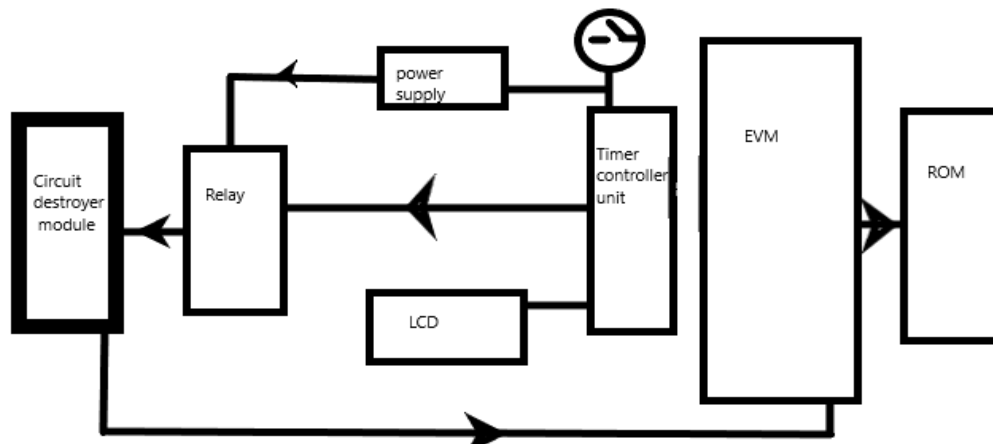 power
supply
Circuit
destroyer
module
Relay
Timer
controller
unit
LCD
EVM
ROM